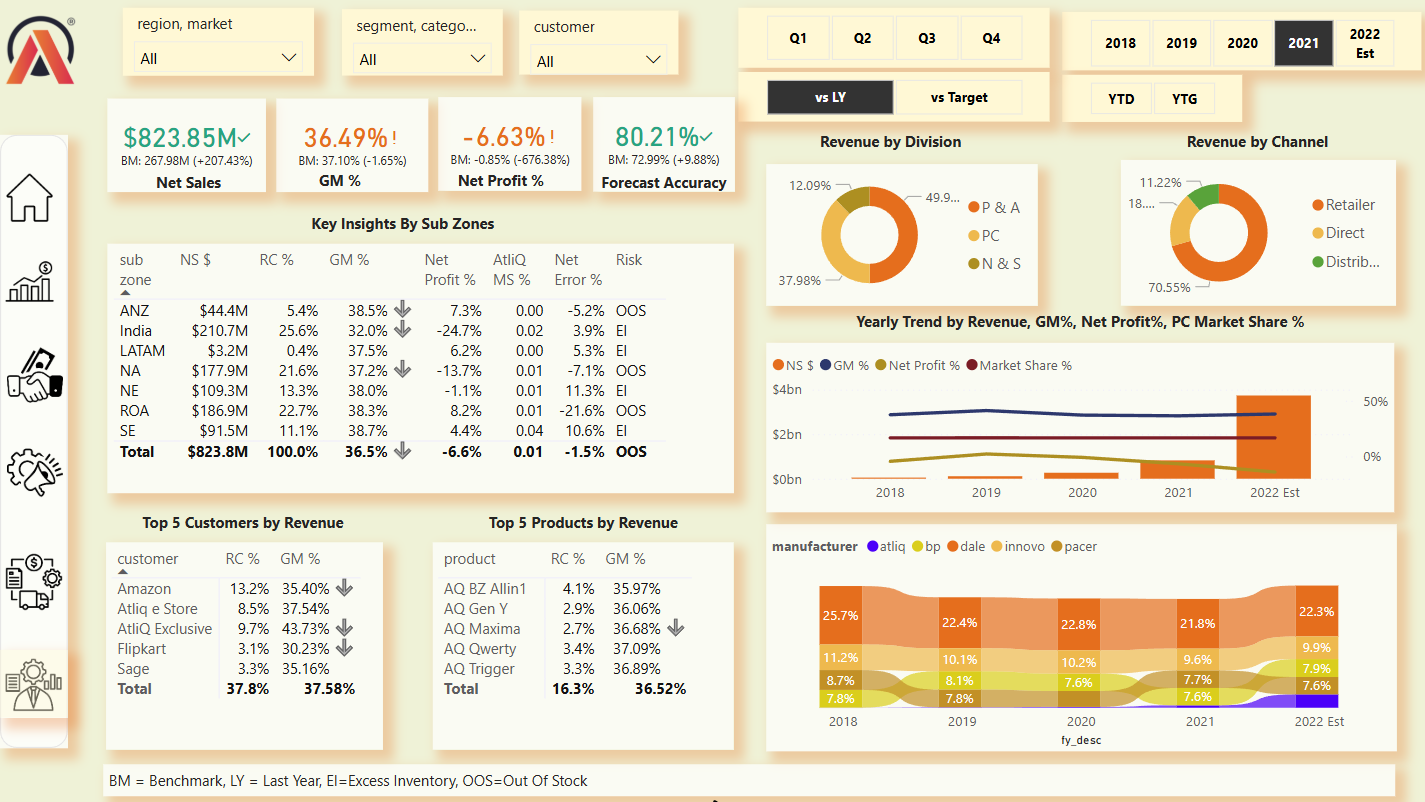 region, market
All
segment, catego...
All
customer
All
Q1 Q2 Q3 Q4
vs LY vs Target
2018 2019 2020 2021 2022 Est
YTD YTG
$823.85M
BM: 267.98M (+207.43%)
Net Sales
36.49% !
BM: 37.10% (-1.65%)
GM %
-6.63% !
BM: -0.85% (-676.38%)
Net Profit %
80.21%
BM: 72.99% (+9.88%)
Forecast Accuracy
Key Insights By Sub Zones
sub zone NS $ RC % GM % Net Profit % AtliQ MS % Net Error % Risk
ANZ $44.4M 5.4% 38.5% 7.3% 0.00 -5.2% OOS
India $210.7M 25.6% 32.0% -24.7% 0.02 3.9% EI
LATAM $3.2M 0.4% 37.5% 6.2% 0.00 5.3% EI
NA $177.9M 21.6% 37.2% -13.7% 0.01 -7.1% OOS
NE $109.3M 13.3% 38.0% -1.1% 0.01 11.3% EI
ROA $186.9M 22.7% 38.3% 8.2% 0.01 -21.6% OOS
SE $91.5M 11.1% 38.7% 4.4% 0.04 10.6% EI
Total $823.8M 100.0% 36.5% -6.6% 0.01 -1.5% OOS
Revenue by Division
12.09%
49.9...
37.98%
P & A
PC
N & S
Revenue by Channel
11.22%
18....
70.55%
Retailer
Direct
Distrib...
Yearly Trend by Revenue, GM%, Net Profit%, PC Market Share %
NS $ GM % Net Profit % Market Share %
$4bn
$2bn
$0bn
50%
0%
2018 2019 2020 2021 2022 Est
Top 5 Customers by Revenue
customer RC % GM %
Amazon 13.2% 35.40%
Atliq e Store 8.5% 37.54%
AtliQ Exclusive 9.7% 43.73%
Flipkart 3.1% 30.23%
Sage 3.3% 35.16%
Total 37.8% 37.58%
Top 5 Products by Revenue
product RC % GM %
AQ BZ Allin1 4.1% 35.97%
AQ Gen Y 2.9% 36.06%
AQ Maxima 2.7% 36.68%
AQ Qwerty 3.4% 37.09%
AQ Trigger 3.3% 36.89%
Total 16.3% 36.52%
manufacturer atliq bp dale innovo pacer
25.7% 22.4% 22.8% 21.8% 22.3%
11.2% 10.1% 10.2% 9.6% 9.9%
8.7% 8.1% 7.6% 7.7% 7.9%
7.8% 7.8% 7.6% 7.6%
2018 2019 2020 2021 2022 Est
fy_desc
BM = Benchmark, LY = Last Year, EI=Excess Inventory, OOS=Out Of Stock